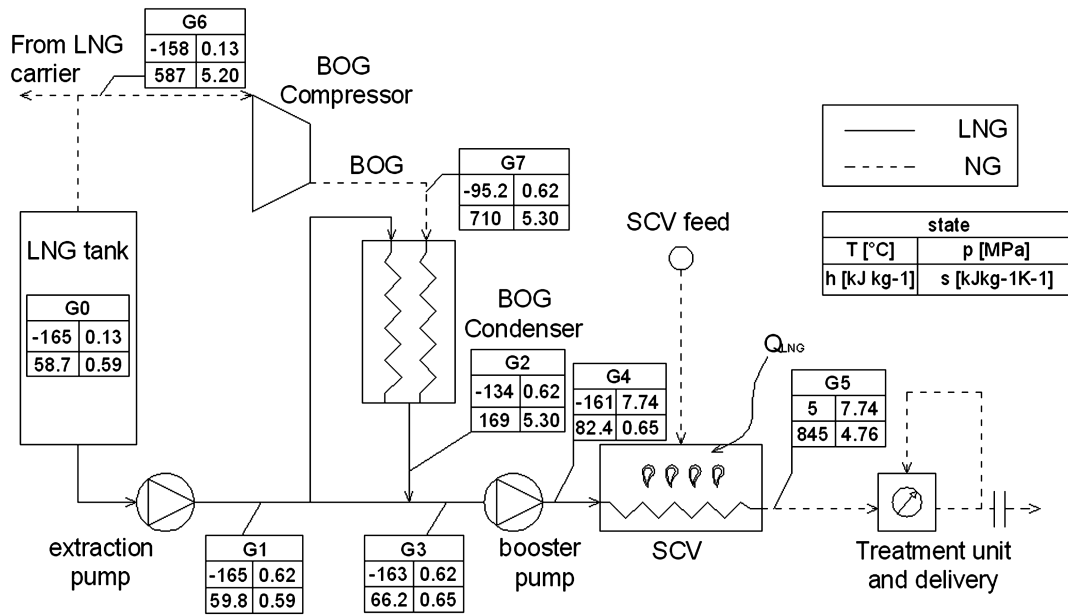 G6
-158 0.13
587 5.20
From LNG
carrier
BOG
Compressor
BOG
G7
-95.2 0.62
710 5.30
LNG
NG
state
T [°C] p [MPa]
h [kJ kg-1] s [kJkg-1K-1]
LNG tank
G0
-165 0.13
58.7 0.59
SCV feed
BOG
Condenser
G2
-134 0.62
169 5.30
G4
-161 7.74
82.4 0.65
QLNG
G5
5 7.74
845 4.76
extraction
pump
G1
-165 0.62
59.8 0.59
G3
-163 0.62
66.2 0.65
booster
pump
SCV
Treatment unit
and delivery